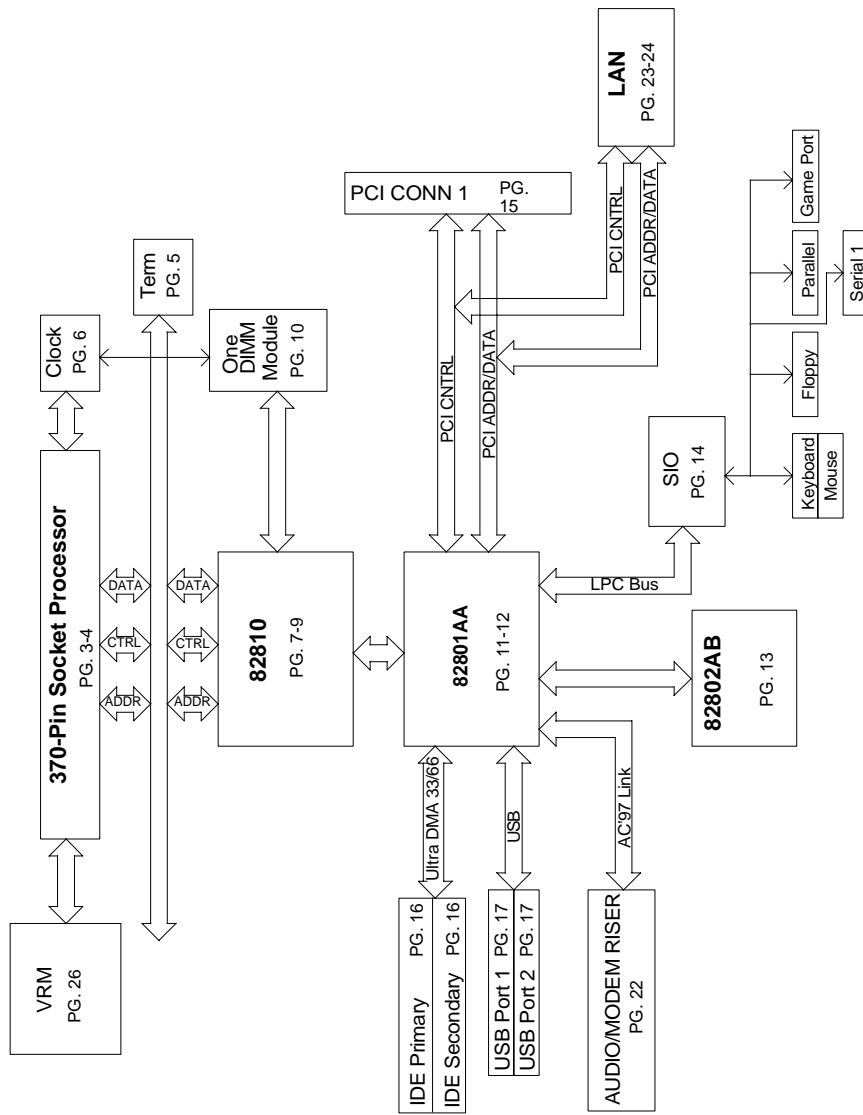 VRM
PG. 26
370-Pin Socket Processor
PG. 3-4
Clock
PG. 6
Term
PG. 5
ADDR
CTRL
DATA
ADDR
CTRL
DATA
82810
PG. 7-9
One
DIMM
Module
PG. 10
82801AA
PG. 11-12
PCI CNTRL
PCI ADDR/DATA
PCI CONN 1
PG.
15
PCI CNTRL
PCI ADDR/DATA
LAN
PG. 23-24
IDE Primary PG. 16
IDE Secondary PG. 16
Ultra DMA 33/66
USB Port 1 PG. 17
USB Port 2 PG. 17
USB
AC'97 Link
AUDIO/MODEM RISER
PG. 22
82802AB
PG. 13
LPC Bus
SIO
PG. 14
Keyboard
Mouse
Floppy
Parallel
Game Port
Serial 1